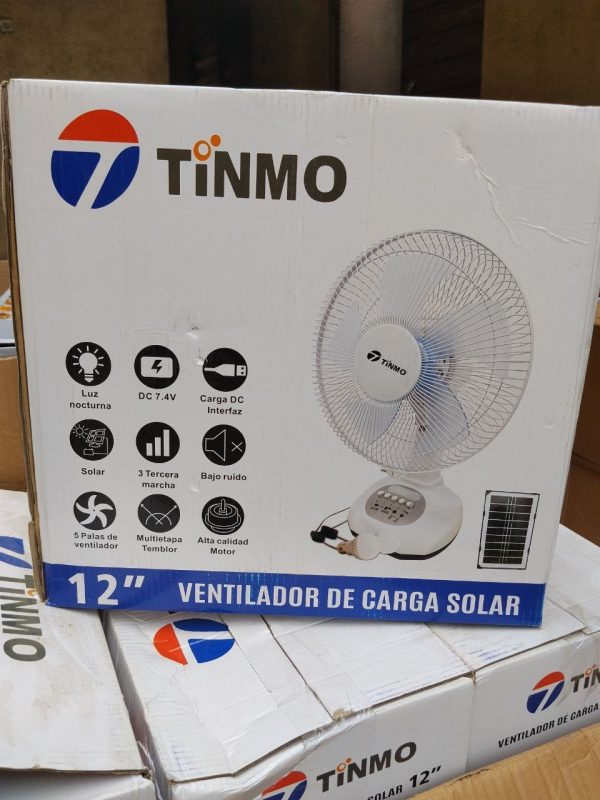 TiNMO
TiNMO
Luz
nocturna
DC 7.4V
Carga DC
Interfaz
Solar
3 Tercera
marcha
Bajo ruido
5 Palas de
ventilador
Multietapa
Temblor
Alta calidad
Motor
12” VENTILADOR DE CARGA SOLAR
TiNMO
TiN
VENTILADOR DE CARGA
TiNMO
SOLAR 12”